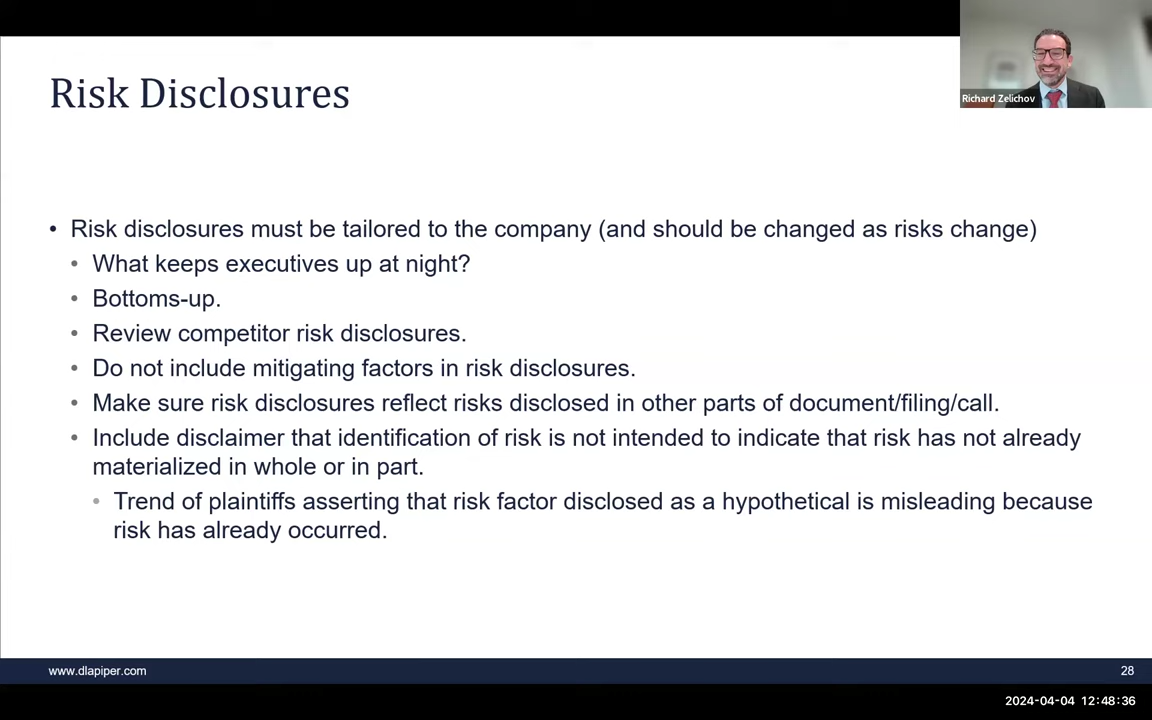 Richard Zelichov
Risk Disclosures
• Risk disclosures must be tailored to the company (and should be changed as risks change)
• What keeps executives up at night?
• Bottoms-up.
• Review competitor risk disclosures.
• Do not include mitigating factors in risk disclosures.
• Make sure risk disclosures reflect risks disclosed in other parts of document/filing/call.
• Include disclaimer that identification of risk is not intended to indicate that risk has not already
materialized in whole or in part.
• Trend of plaintiffs asserting that risk factor disclosed as a hypothetical is misleading because
risk has already occurred.
www.dlapiper.com
28
2024-04-04 12:48:36